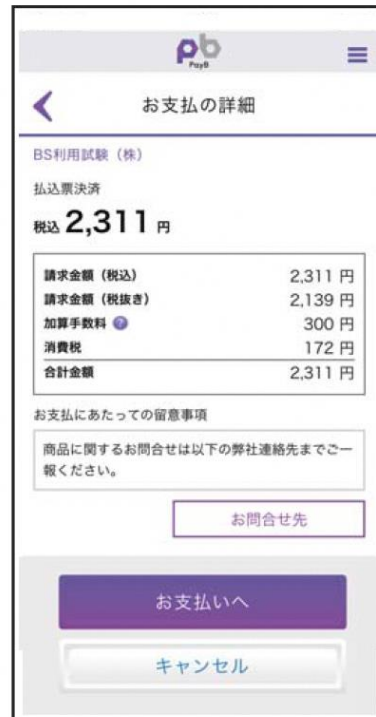 pb
PayB
お支払の詳細
BS利用試験（株）
払込票決済
税込 2,311 円
請求金額（税込） 2,311 円
請求金額（税抜き） 2,139 円
加算手数料 ? 300 円
消費税 172 円
合計金額 2,311 円
お支払にあたっての留意事項
商品に関するお問合せは以下の弊社連絡先までご一
報ください。
お問合せ先
お支払いへ
キャンセル